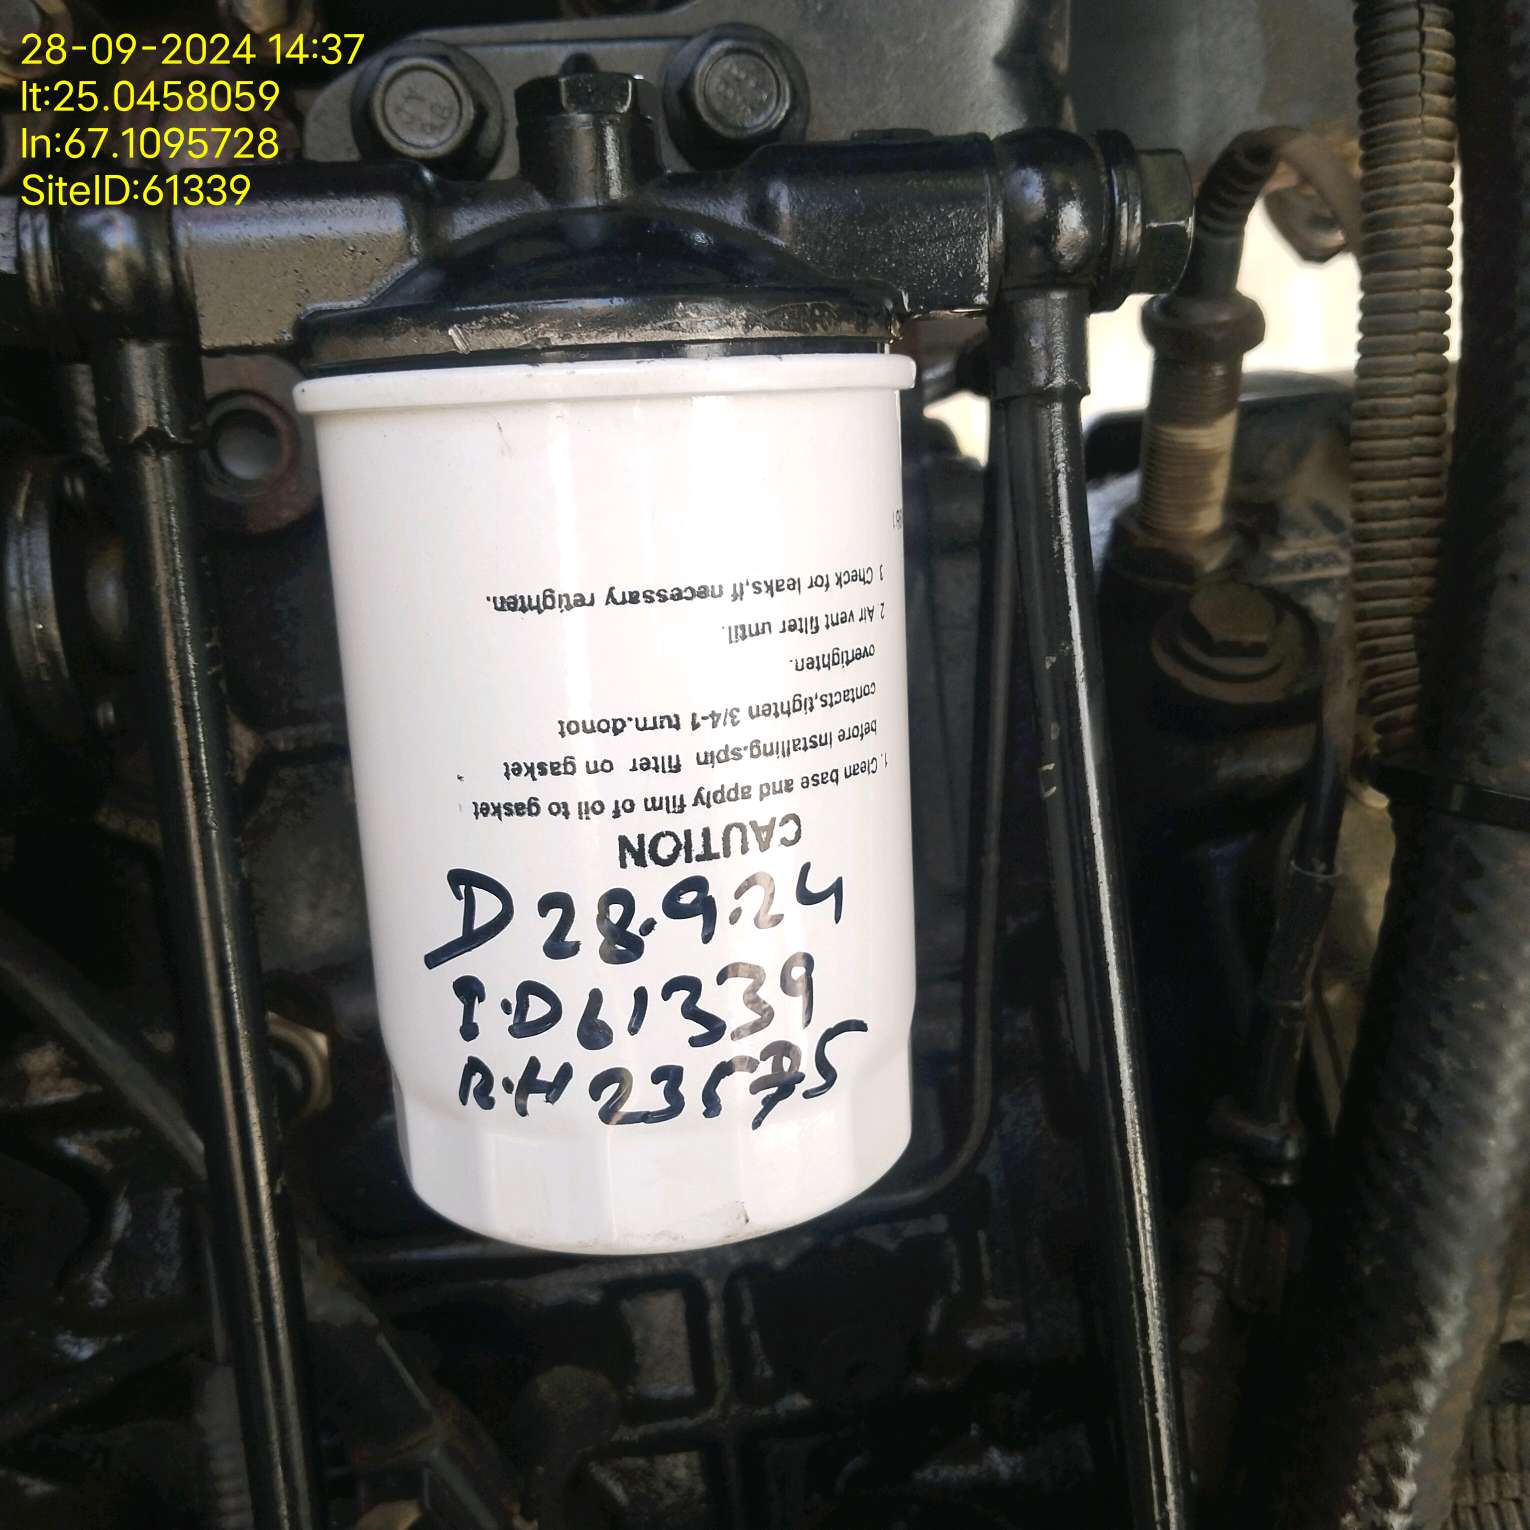 28-09-2024 14:37
lt:25.0458059
ln:67.1095728
SiteID:61339
D 28.9.24
I.D 61339
R.H 23575
CAUTION
1. Clean base and apply film of oil to gasket
before installing.spin filter on gasket
contacts,tighten 3/4-1 turn.donot
overtighten.
2 Air vent filter until.
3 Check for leaks,if necessary retighten.